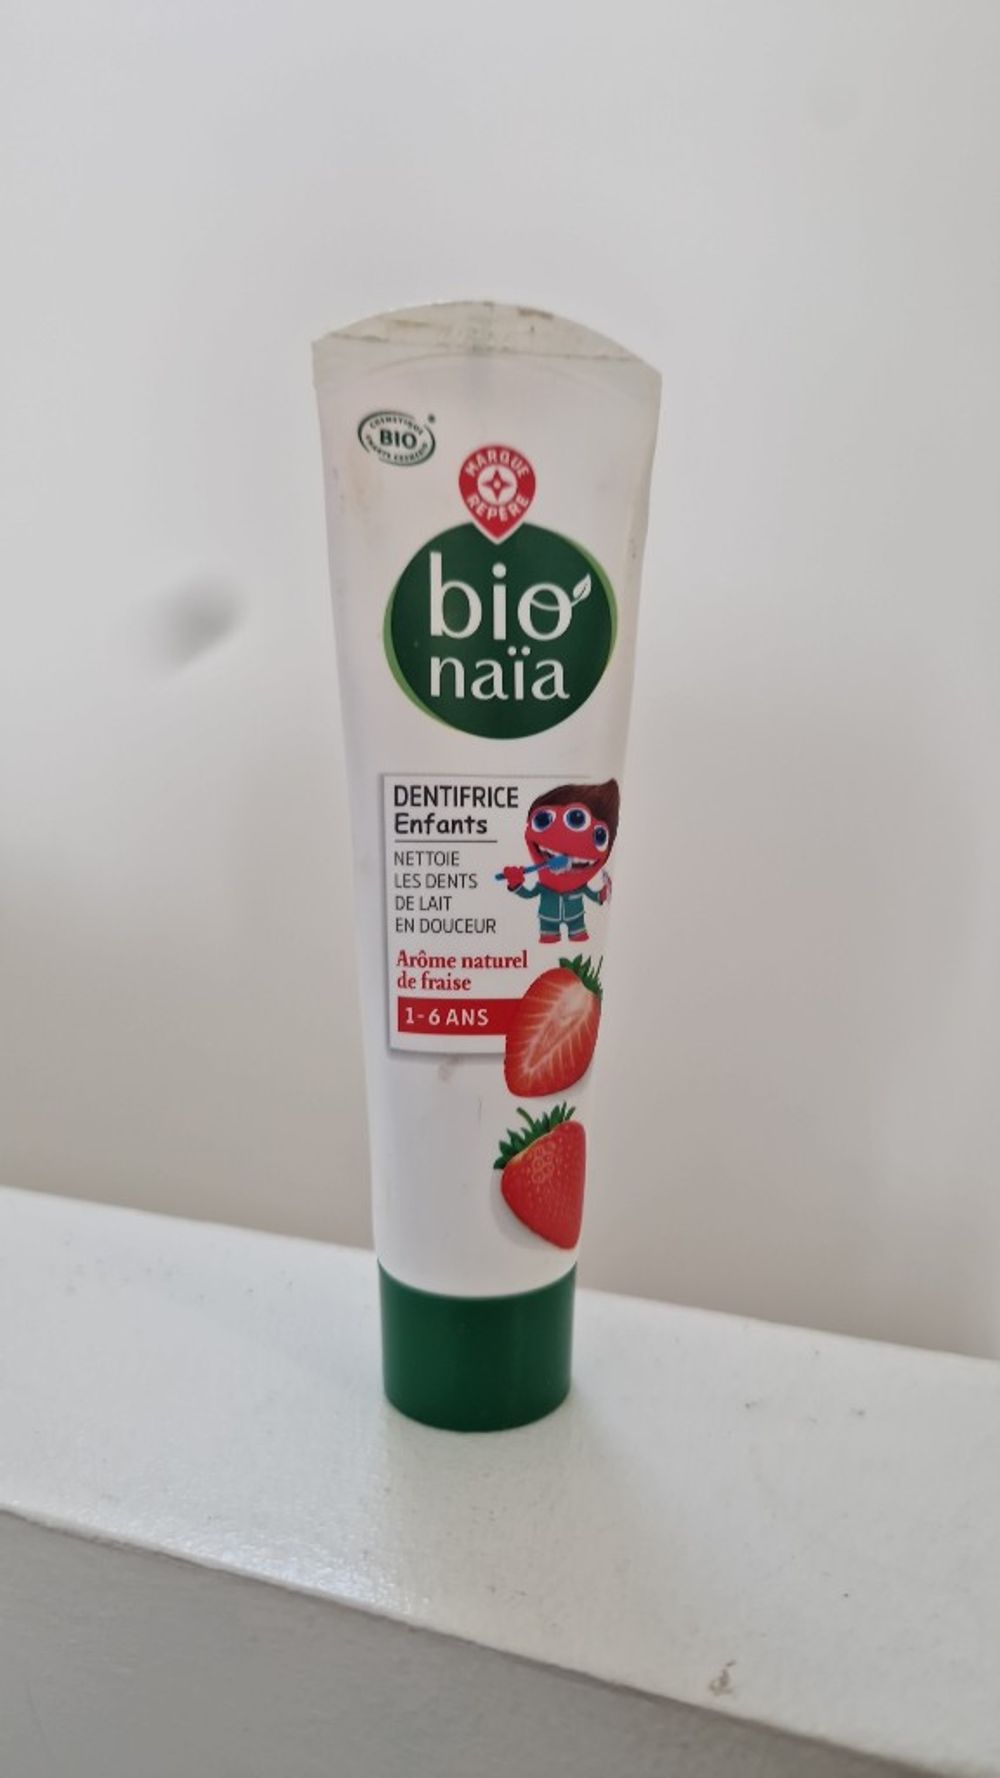 COSMETIQUE
BIO
MARQUE
REPÈRE
bio
naïa
DENTIFRICE
Enfants
NETTOIE
LES DENTS
DE LAIT
EN DOUCEUR
Arôme naturel
de fraise
1-6 ANS